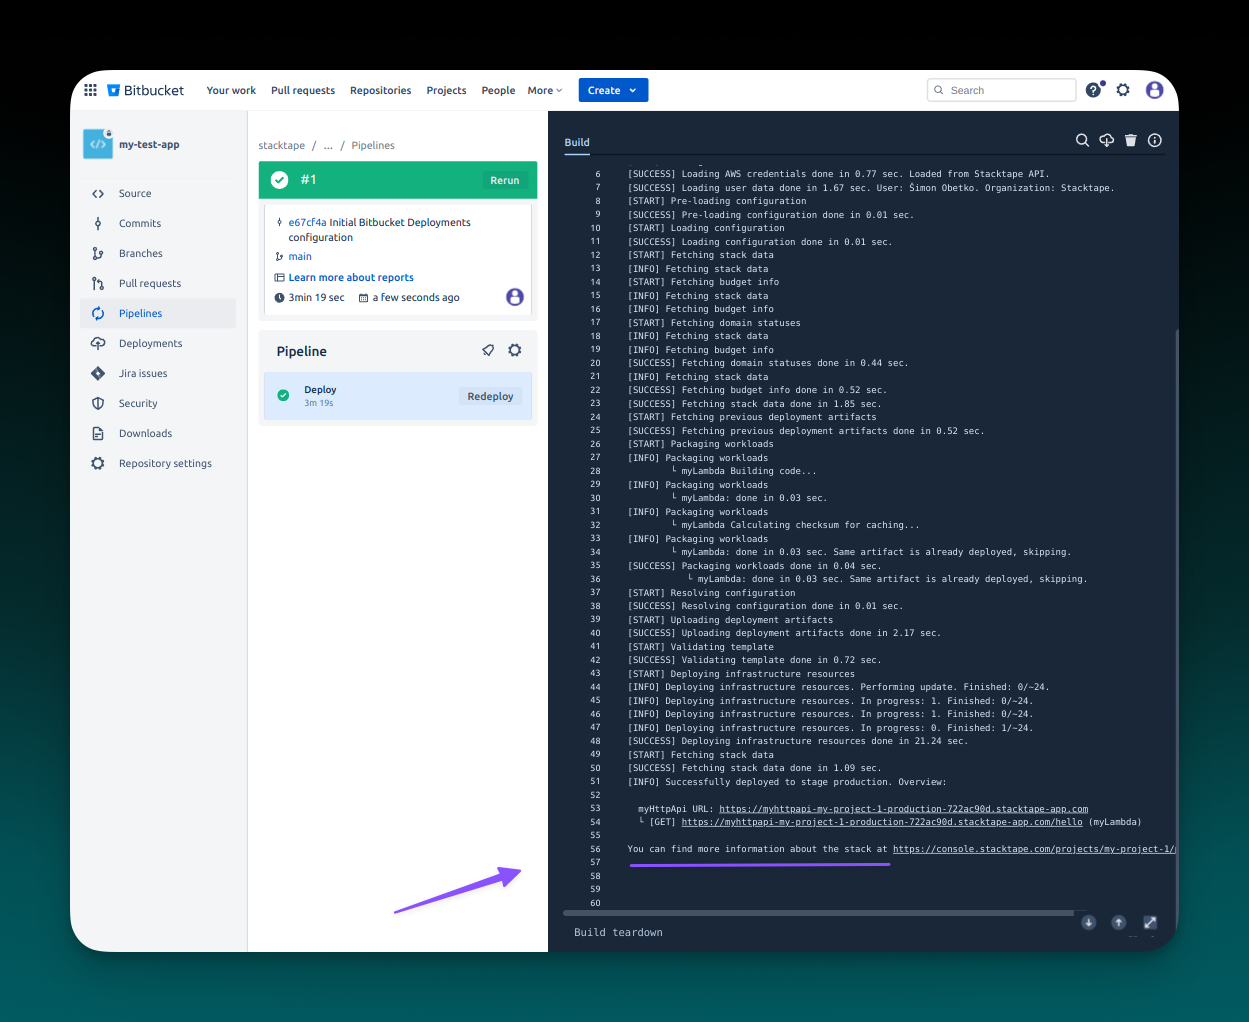 Bitbucket Your work Pull requests Repositories Projects People More Create Search
my-test-app
Source
Commits
Branches
Pull requests
Pipelines
Deployments
Jira issues
Security
Downloads
Repository settings
stacktape / ... / Pipelines
#1 Rerun
e67cf4a Initial Bitbucket Deployments
configuration
main
Learn more about reports
3min 19 sec a few seconds ago
Pipeline
Deploy
3m 19s
Redeploy
Build
6 [SUCCESS] Loading AWS credentials done in 0.77 sec. Loaded from Stacktape API.
7 [SUCCESS] Loading user data done in 1.67 sec. User: Šimon Obetko. Organization: Stacktape.
8 [START] Pre-loading configuration
9 [SUCCESS] Pre-loading configuration done in 0.01 sec.
10 [START] Loading configuration
11 [SUCCESS] Loading configuration done in 0.01 sec.
12 [START] Fetching stack data
13 [INFO] Fetching stack data
14 [START] Fetching budget info
15 [INFO] Fetching stack data
16 [INFO] Fetching budget info
17 [START] Fetching domain statuses
18 [INFO] Fetching stack data
19 [INFO] Fetching budget info
20 [SUCCESS] Fetching domain statuses done in 0.44 sec.
21 [INFO] Fetching stack data
22 [SUCCESS] Fetching budget info done in 0.52 sec.
23 [SUCCESS] Fetching stack data done in 1.85 sec.
24 [START] Fetching previous deployment artifacts
25 [SUCCESS] Fetching previous deployment artifacts done in 0.52 sec.
26 [START] Packaging workloads
27 [INFO] Packaging workloads
28 └ myLambda Building code...
29 [INFO] Packaging workloads
30 └ myLambda: done in 0.03 sec.
31 [INFO] Packaging workloads
32 └ myLambda Calculating checksum for caching...
33 [INFO] Packaging workloads
34 └ myLambda: done in 0.03 sec. Same artifact is already deployed, skipping.
35 [SUCCESS] Packaging workloads done in 0.04 sec.
36 └ myLambda: done in 0.03 sec. Same artifact is already deployed, skipping.
37 [START] Resolving configuration
38 [SUCCESS] Resolving configuration done in 0.01 sec.
39 [START] Uploading deployment artifacts
40 [SUCCESS] Uploading deployment artifacts done in 2.17 sec.
41 [START] Validating template
42 [SUCCESS] Validating template done in 0.72 sec.
43 [START] Deploying infrastructure resources
44 [INFO] Deploying infrastructure resources. Performing update. Finished: 0/~24.
45 [INFO] Deploying infrastructure resources. In progress: 1. Finished: 0/~24.
46 [INFO] Deploying infrastructure resources. In progress: 1. Finished: 0/~24.
47 [INFO] Deploying infrastructure resources. In progress: 0. Finished: 1/~24.
48 [SUCCESS] Deploying infrastructure resources done in 21.24 sec.
49 [START] Fetching stack data
50 [SUCCESS] Fetching stack data done in 1.09 sec.
51 [INFO] Successfully deployed to stage production. Overview:
52
53 myHttpApi URL: https://myhttpapi-my-project-1-production-722ac90d.stacktape-app.com
54 └ [GET] https://myhttpapi-my-project-1-production-722ac90d.stacktape-app.com/hello (myLambda)
55
56 You can find more information about the stack at https://console.stacktape.com/projects/my-project-1/
57
58
59
60
Build teardown